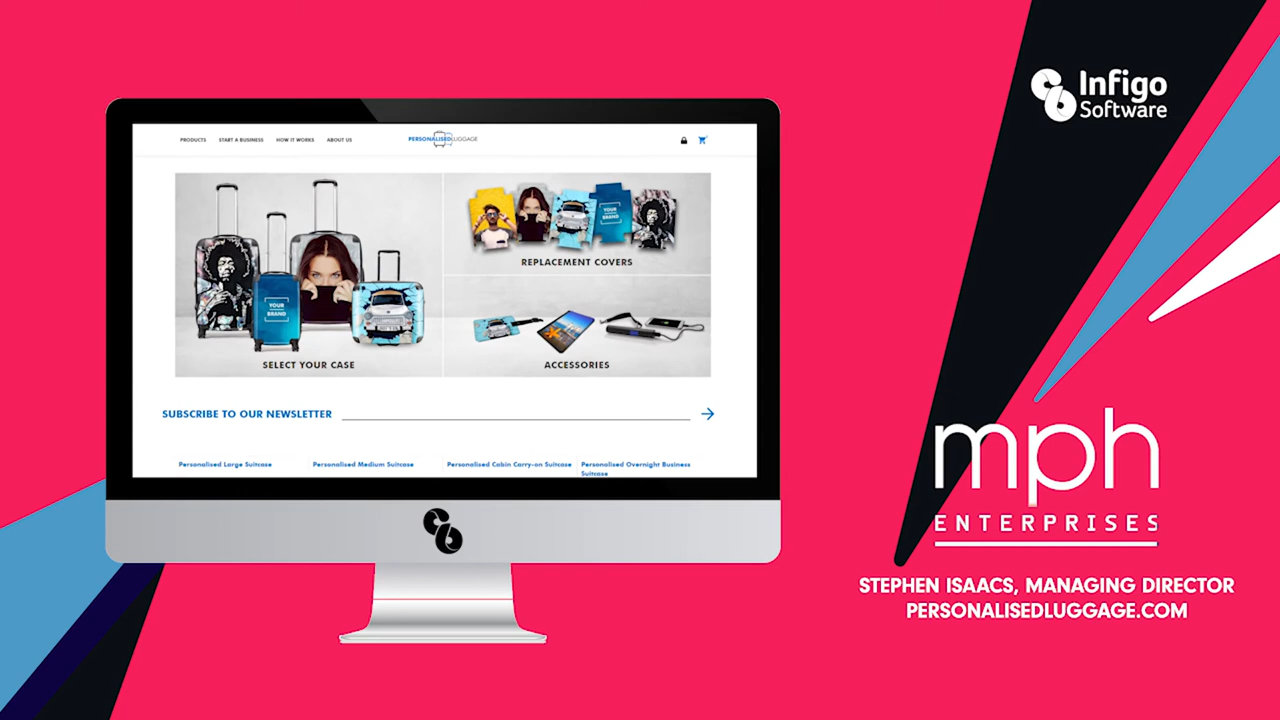 Infigo
Software
PRODUCTS START A BUSINESS HOW IT WORKS ABOUT US
PERSONALISEDLUGGAGE
YOUR
BRAND
REPLACEMENT COVERS
YOUR
BRAND
SELECT YOUR CASE
ACCESSORIES
SUBSCRIBE TO OUR NEWSLETTER
Personalised Large Suitcase
Personalised Medium Suitcase
Personalised Cabin Carry-on Suitcase
Personalised Overnight Business
Suitcase
mph
ENTERPRISES
STEPHEN ISAACS, MANAGING DIRECTOR
PERSONALISEDLUGGAGE.COM